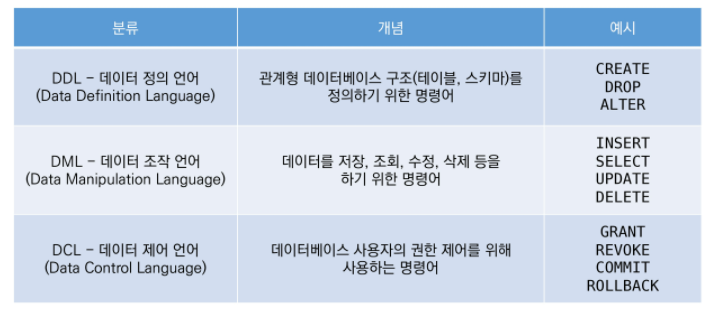 분류
개념
예시
DDL – 데이터 정의 언어
(Data Definition Language)
관계형 데이터베이스 구조(테이블, 스키마)를
정의하기 위한 명령어
CREATE
DROP
ALTER
DML – 데이터 조작 언어
(Data Manipulation Language)
데이터를 저장, 조회, 수정, 삭제 등을
하기 위한 명령어
INSERT
SELECT
UPDATE
DELETE
DCL – 데이터 제어 언어
(Data Control Language)
데이터베이스 사용자의 권한 제어를 위해
사용하는 명령어
GRANT
REVOKE
COMMIT
ROLLBACK